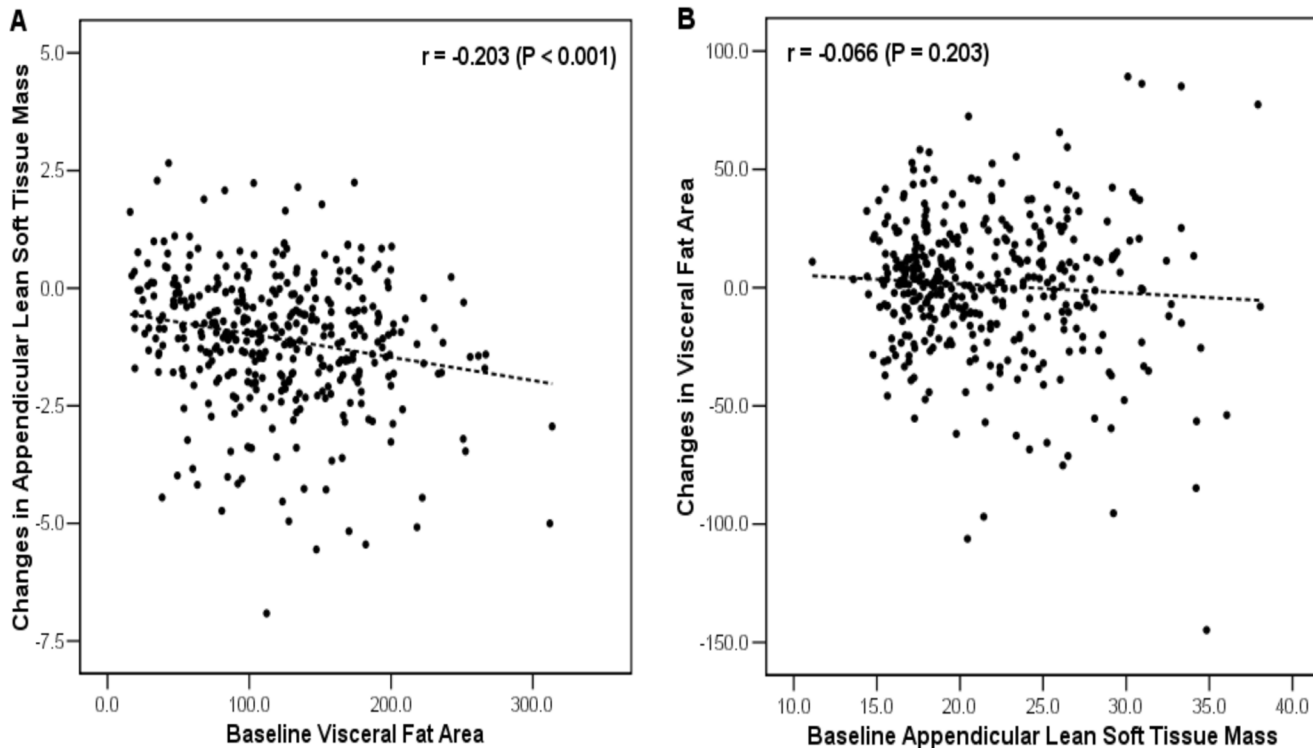 A
r = -0.203 (P < 0.001)
Changes in Appendicular Lean Soft Tissue Mass
5.0
2.5
0.0
-2.5
-5.0
-7.5
0.0 100.0 200.0 300.0
Baseline Visceral Fat Area
B
r = -0.066 (P = 0.203)
Changes in Visceral Fat Area
100.0
50.0
0.0
-50.0
-100.0
-150.0
10.0 15.0 20.0 25.0 30.0 35.0 40.0
Baseline Appendicular Lean Soft Tissue Mass